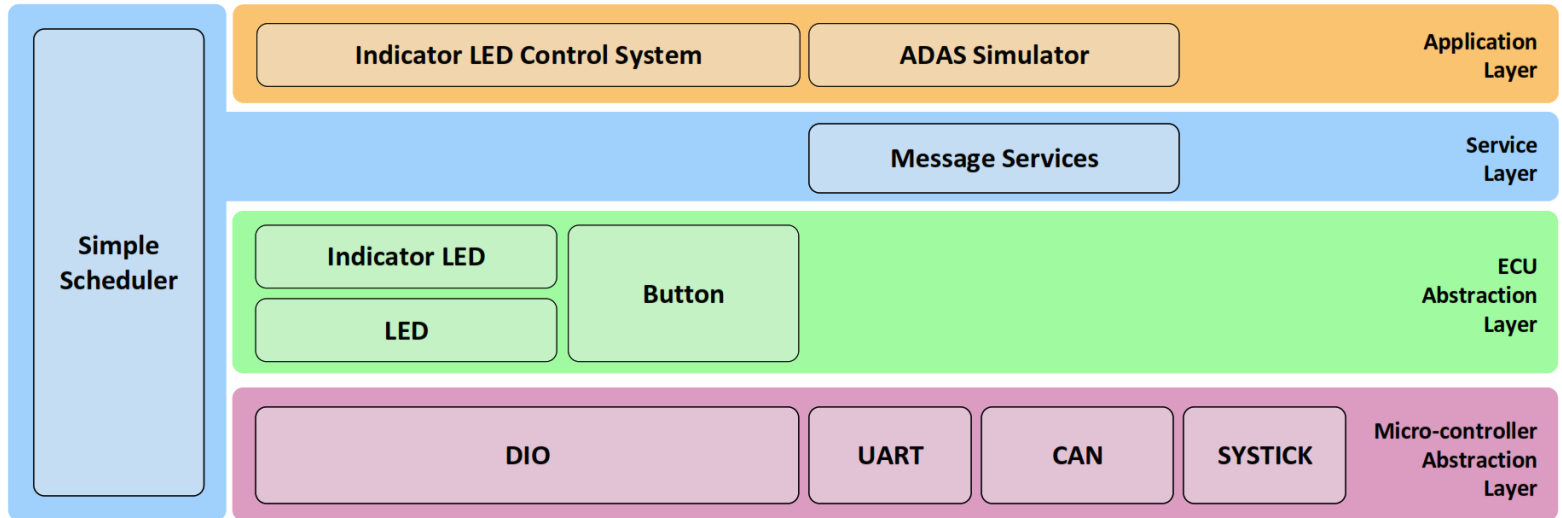 Simple
Scheduler
Indicator LED Control System
ADAS Simulator
Application
Layer
Message Services
Service
Layer
Indicator LED
LED
Button
ECU
Abstraction
Layer
DIO
UART
CAN
SYSTICK
Micro-controller
Abstraction
Layer